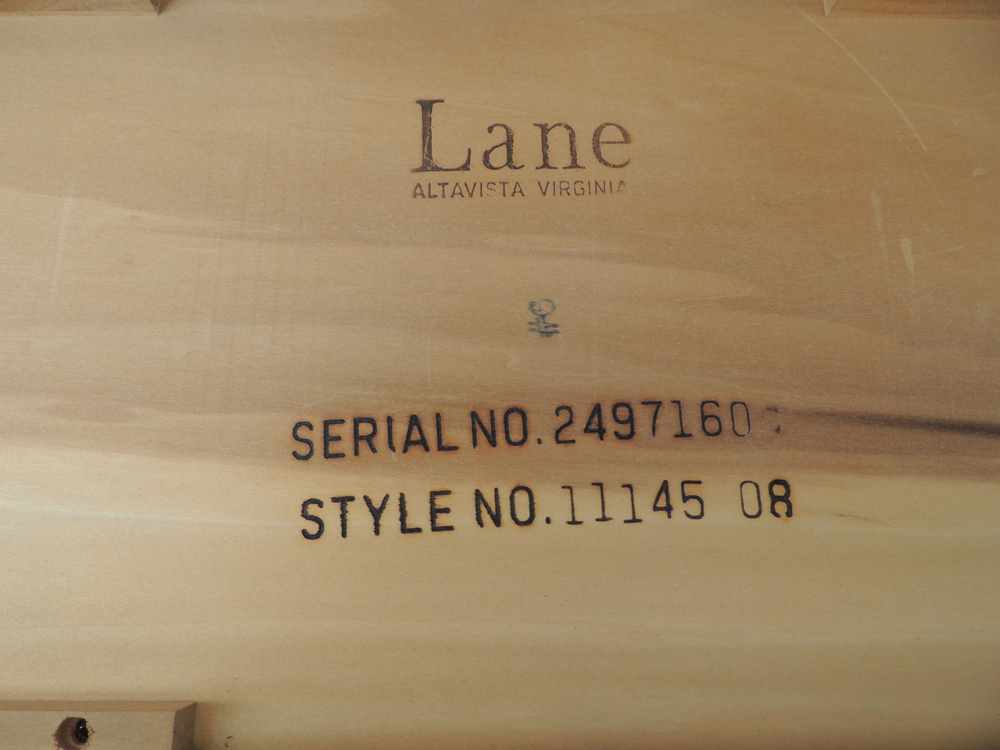 Lane
ALTAVISTA VIRGINIA
SERIAL NO. 2497160
STYLE NO. 11145 08